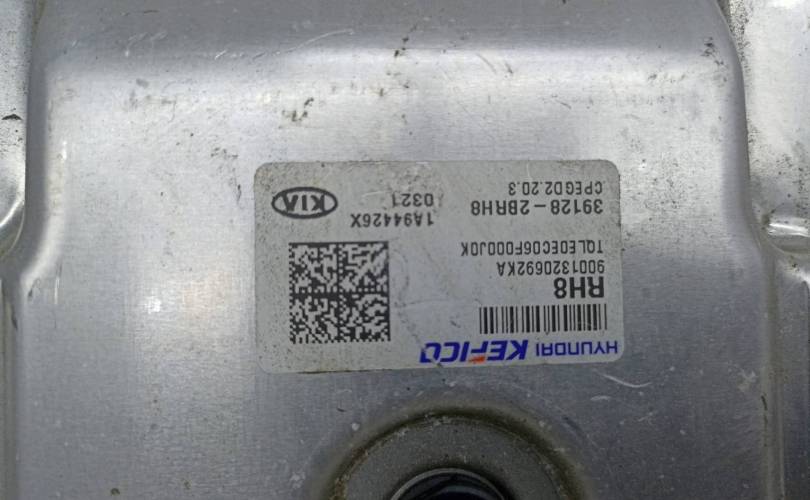 HYUNDAI KEFICO
RH8
9001320692KA
TQLE0EC06F000J0K
39128-2BRH8
CPEGD2.20.3
1A94426X
0321
KIA